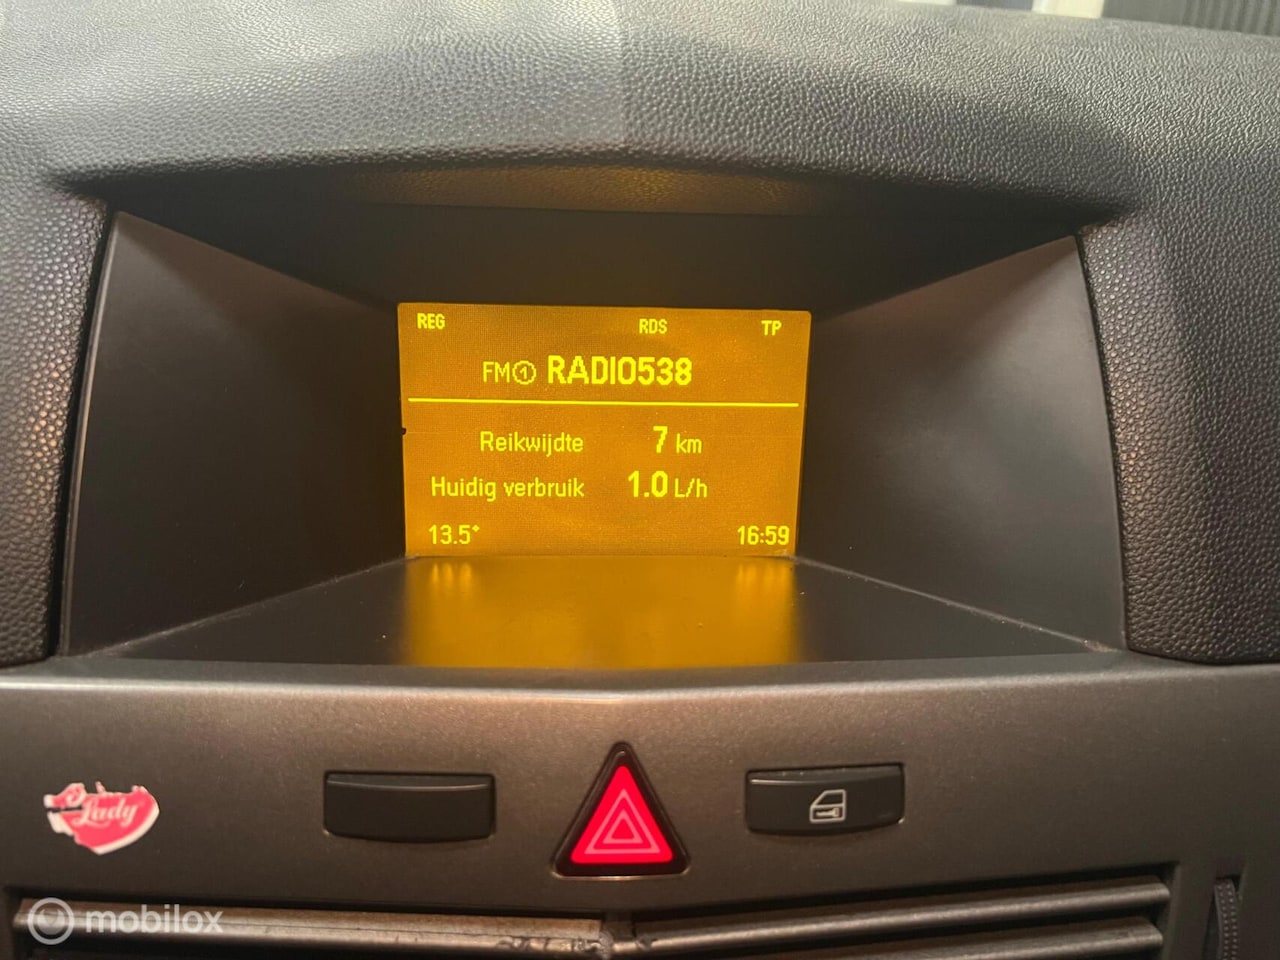 REG RDS TP
FM① RADIO538
Reikwijdte 7 km
Huidig verbruik 1.0 L/h
13.5° 16:59
Lady
mobilox